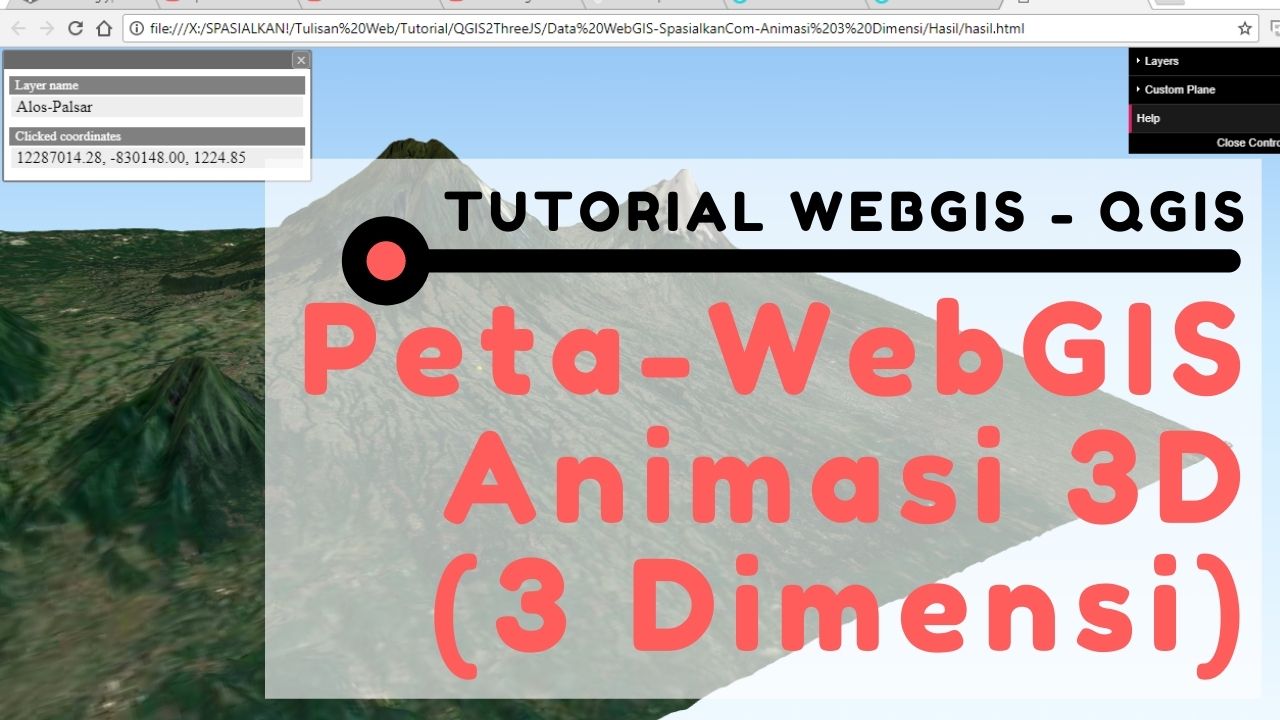 file:///X:/SPASIALKAN!/Tulisan%20Web/Tutorial/QGIS2ThreeJS/Data%20WebGIS-SpasialkanCom-Animasi%203%20Dimensi/Hasil/hasil.html
Layer name
Alos-Palsar
Clicked coordinates
12287014.28, -830148.00, 1224.85
Layers
Custom Plane
Help
Close
TUTORIAL WEBGIS - QGIS
Peta-WebGIS
Animasi 3D
(3 Dimensi)